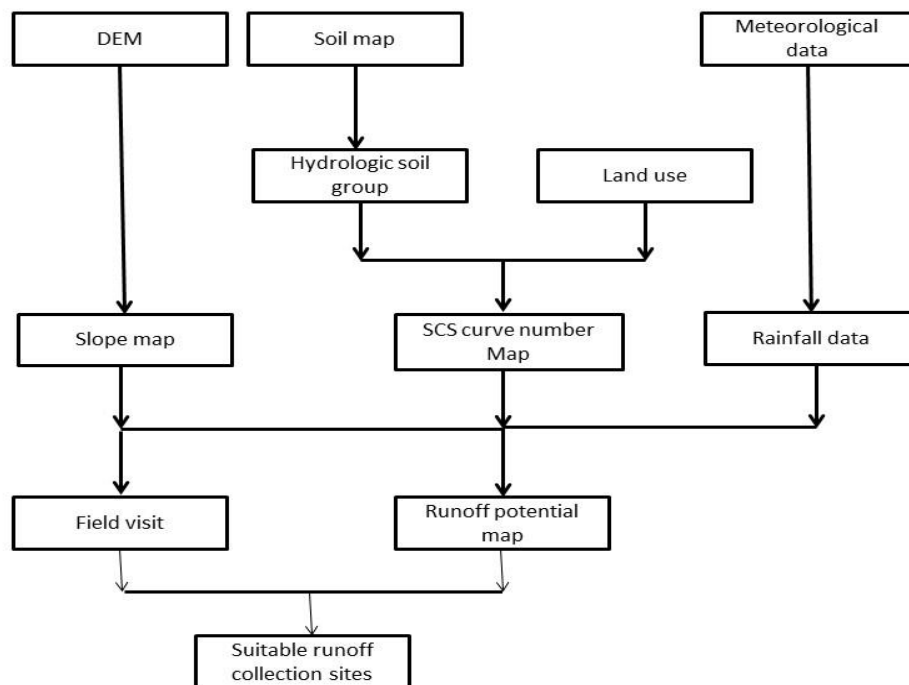 DEM
Soil map
Meteorological
data
Hydrologic soil
group
Land use
Slope map
SCS curve number
Map
Rainfall data
Field visit
Runoff potential
map
Suitable runoff
collection sites